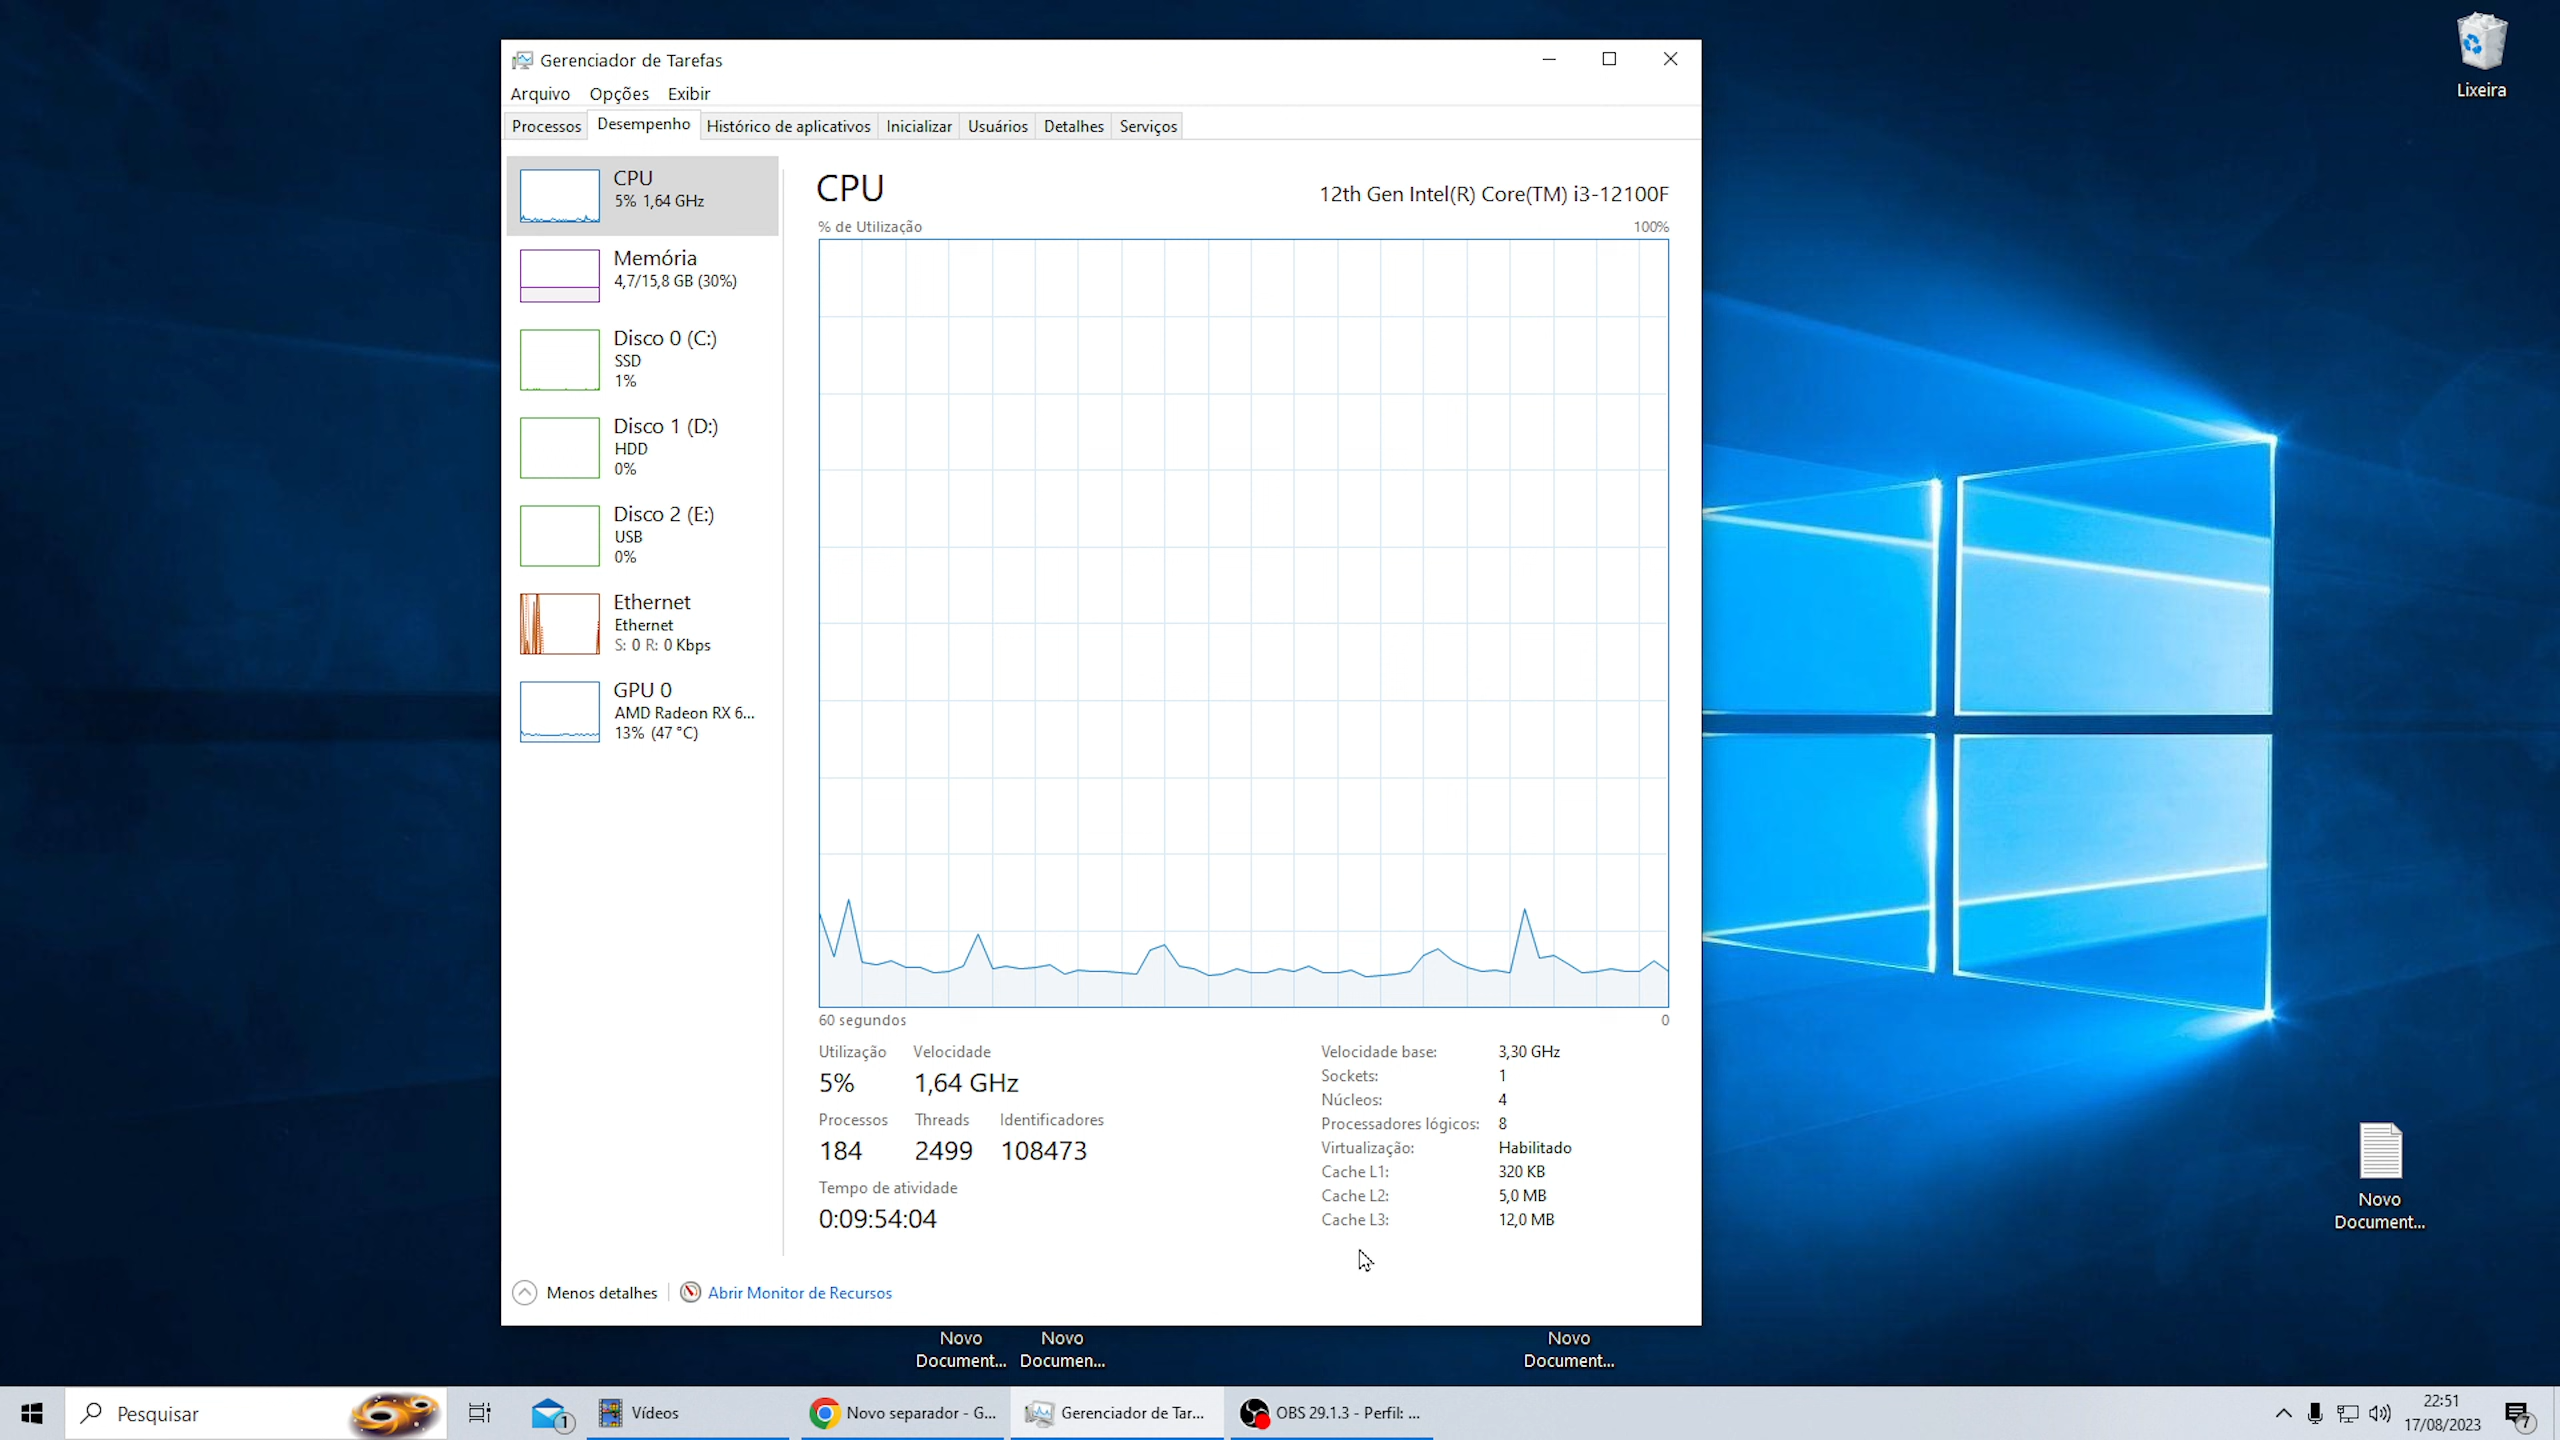 Lixeira
Gerenciador de Tarefas
Arquivo Opções Exibir
Processos Desempenho Histórico de aplicativos Inicializar Usuários Detalhes Serviços
CPU
5% 1,64 GHz
Memória
4,7/15,8 GB (30%)
Disco 0 (C:)
SSD
1%
Disco 1 (D:)
HDD
0%
Disco 2 (E:)
USB
0%
Ethernet
Ethernet
S: 0 R: 0 Kbps
GPU 0
AMD Radeon RX 6...
13% (47 °C)
CPU 12th Gen Intel(R) Core(TM) i3-12100F
% de Utilização 100%
60 segundos 0
Utilização Velocidade
5% 1,64 GHz
Processos Threads Identificadores
184 2499 108473
Tempo de atividade
0:09:54:04
Velocidade base: 3,30 GHz
Sockets: 1
Núcleos: 4
Processadores lógicos: 8
Virtualização: Habilitado
Cache L1: 320 KB
Cache L2: 5,0 MB
Cache L3: 12,0 MB
Menos detalhes Abrir Monitor de Recursos
Novo
Document...
Novo
Document...
Novo
Documen...
Novo
Document...
Pesquisar 1 Vídeos Novo separador - G... Gerenciador de Tar... OBS 29.1.3 - Perfil: ...
22:51
17/08/2023
7